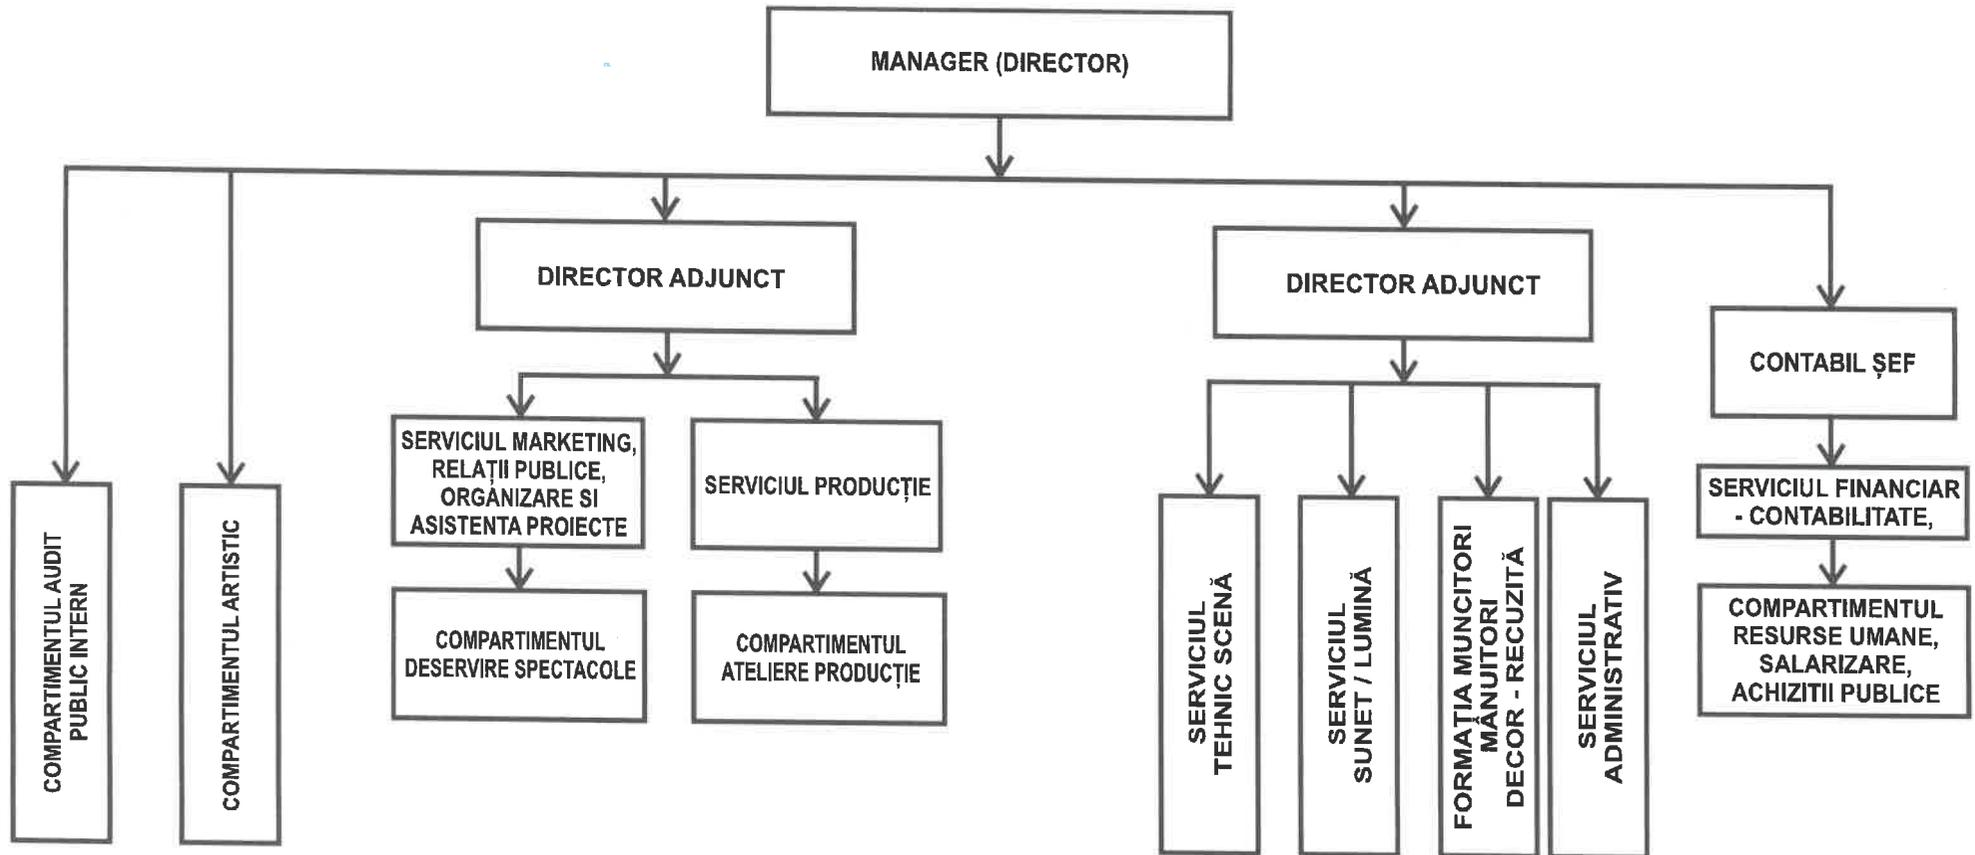 MANAGER (DIRECTOR)
DIRECTOR ADJUNCT
DIRECTOR ADJUNCT
CONTABIL ȘEF
SERVICIUL MARKETING,
RELAȚII PUBLICE,
ORGANIZARE SI
ASISTENTA PROIECTE
SERVICIUL PRODUCȚIE
SERVICIUL FINANCIAR
- CONTABILITATE,
COMPARTIMENTUL AUDIT
PUBLIC INTERN
COMPARTIMENTUL ARTISTIC
COMPARTIMENTUL
DESERVIRE SPECTACOLE
COMPARTIMENTUL
ATELIERE PRODUCȚIE
SERVICIUL
TEHNIC SCENĂ
SERVICIUL
SUNET / LUMINĂ
FORMAȚIA MUNCITORI
MÂNUITORI
DECOR - RECUZITĂ
SERVICIUL
ADMINISTRATIV
COMPARTIMENTUL
RESURSE UMANE,
SALARIZARE,
ACHIZITII PUBLICE